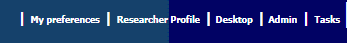 | My preferences | Researcher Profile | Desktop | Admin | Tasks